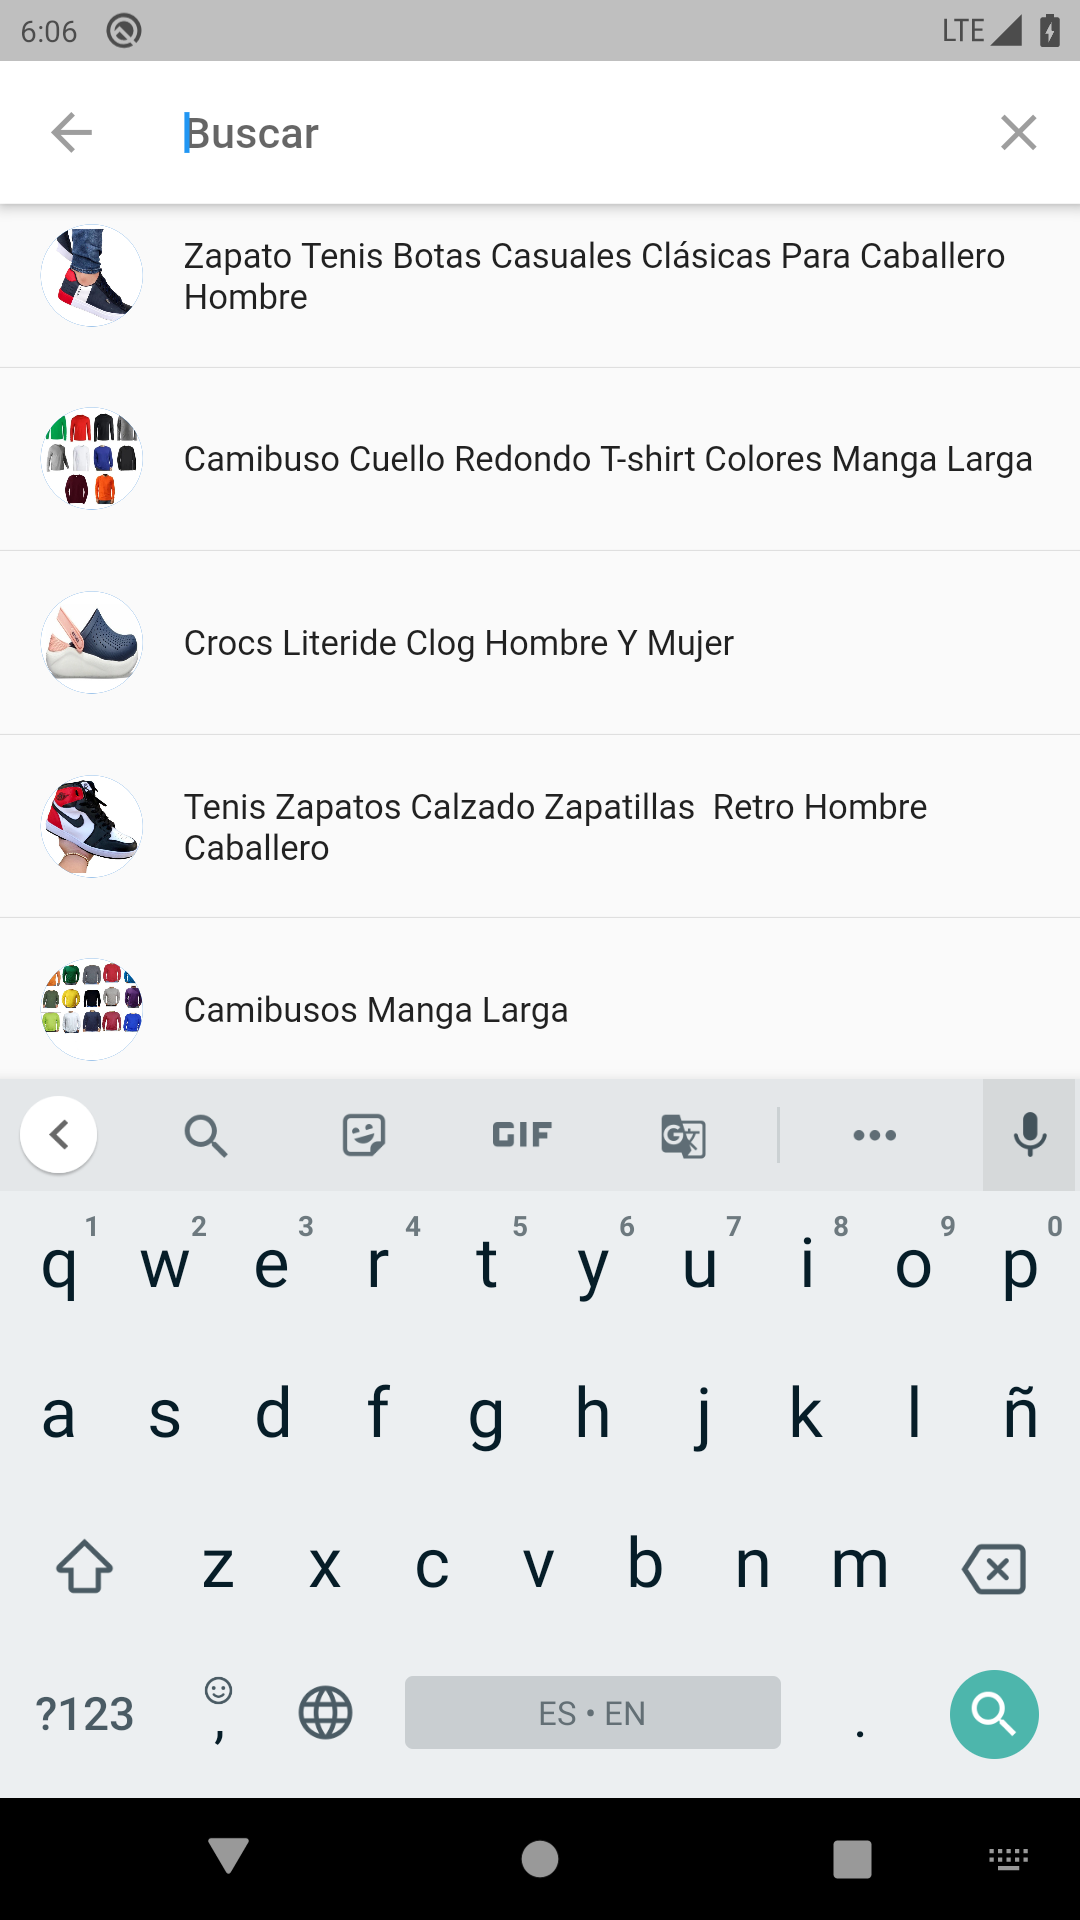 6:06
LTE
Buscar
Zapato Tenis Botas Casuales Clásicas Para Caballero
Hombre
Camibuso Cuello Redondo T-shirt Colores Manga Larga
Crocs Literide Clog Hombre Y Mujer
Tenis Zapatos Calzado Zapatillas  Retro Hombre
Caballero
Camibusos Manga Larga
GIF
1 2 3 4 5 6 7 8 9 0
q w e r t y u i o p
a s d f g h j k l ñ
z x c v b n m
?123 , ES • EN .